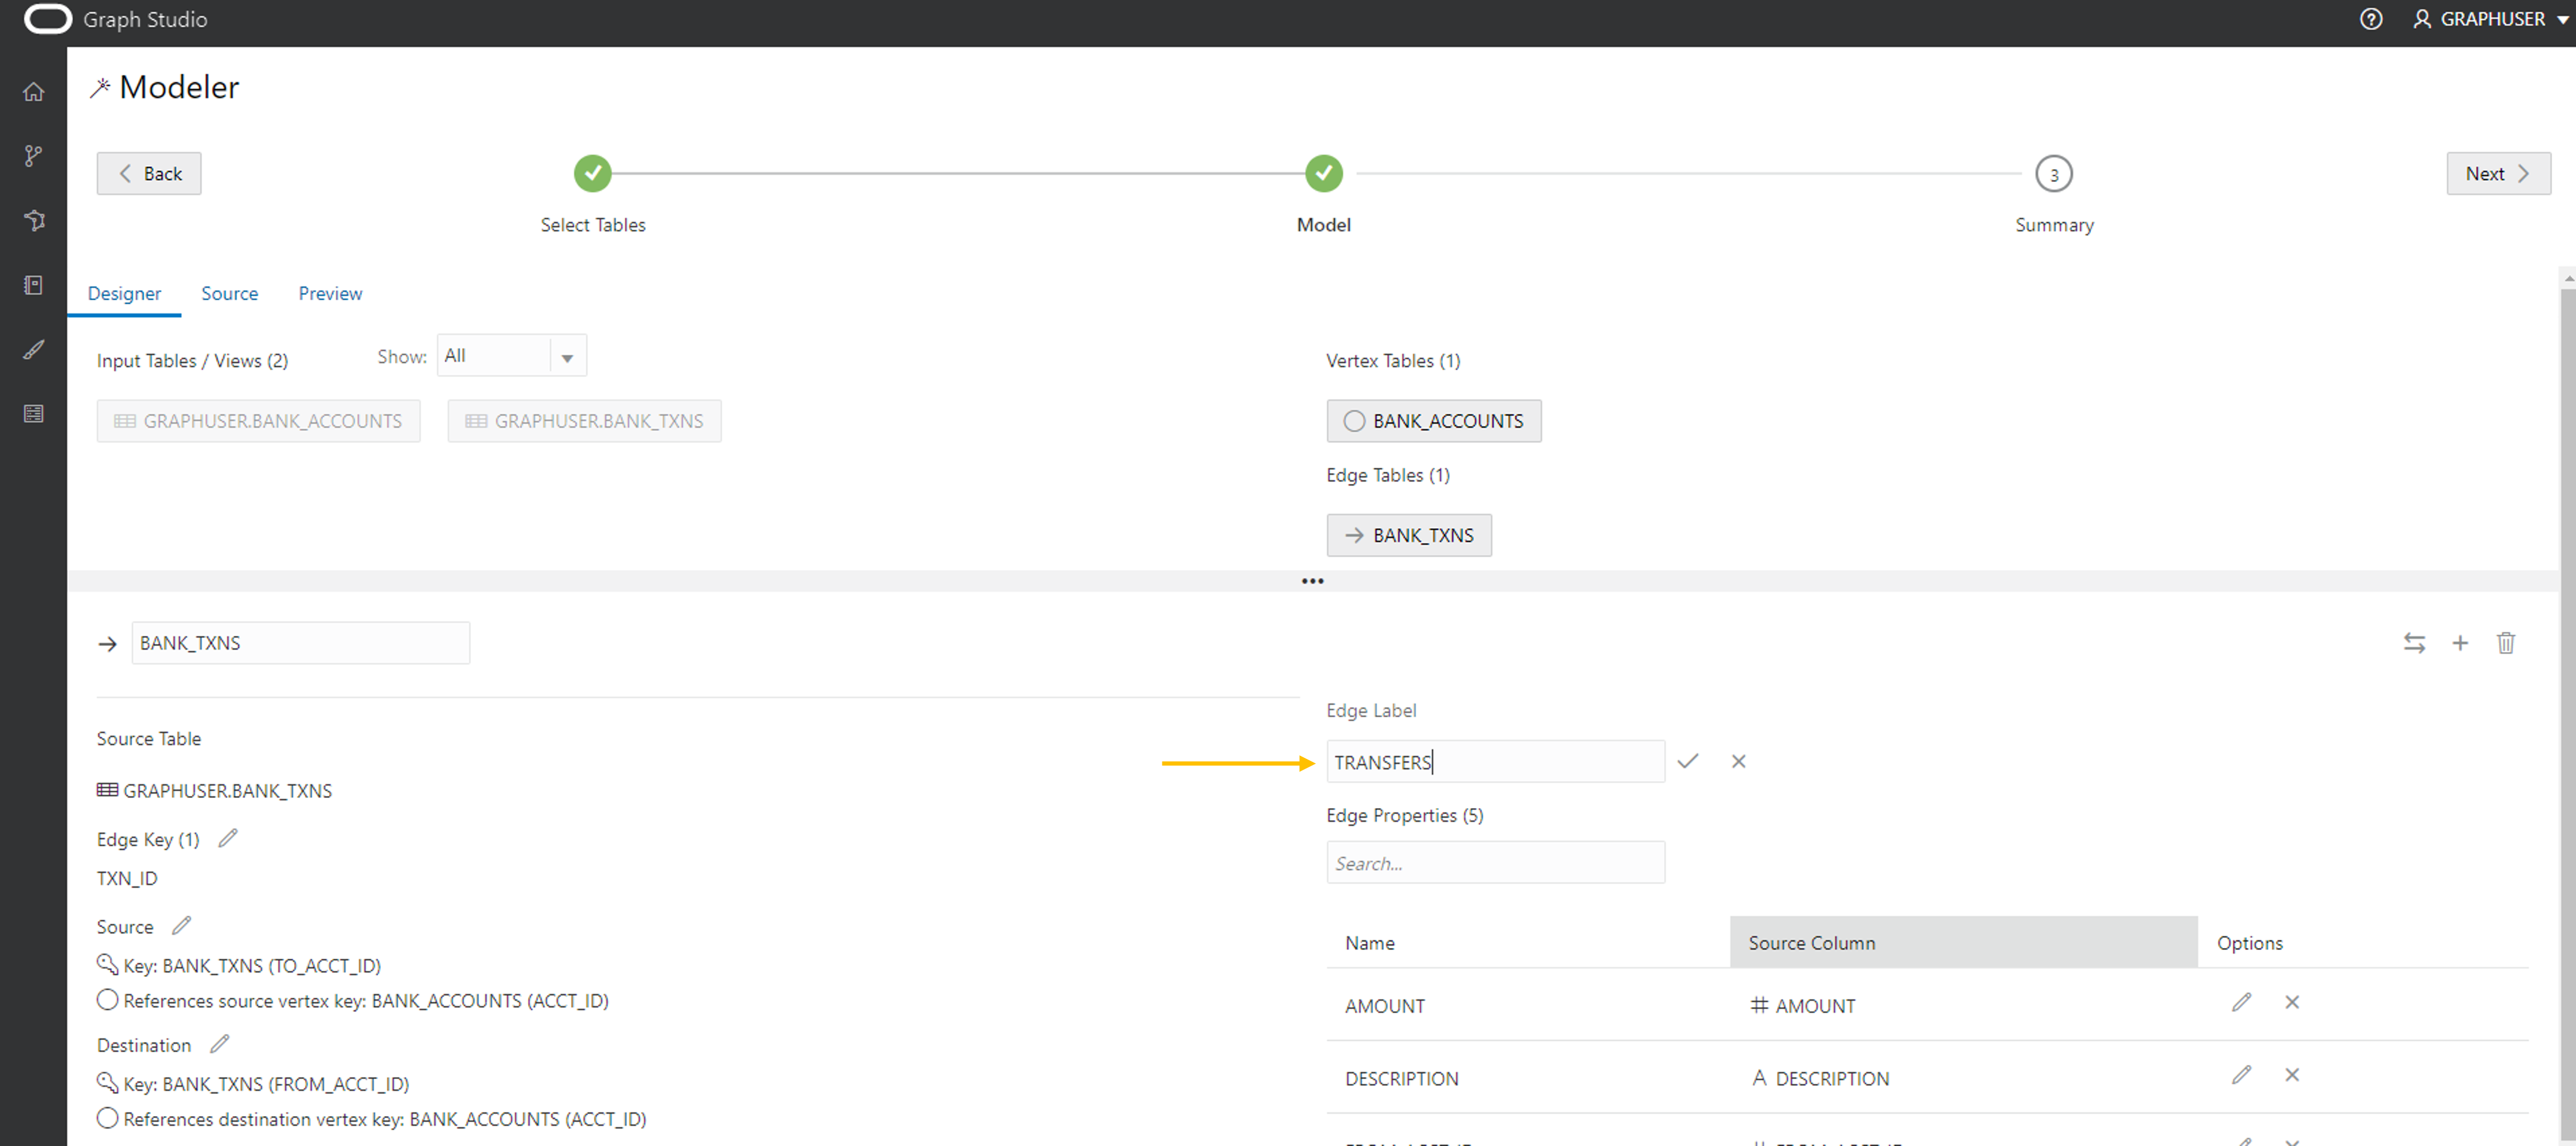 Graph Studio
GRAPHUSER
Modeler
Back
Next
3
Select Tables
Model
Summary
Designer
Source
Preview
Input Tables / Views (2)
Show:
All
GRAPHUSER.BANK_ACCOUNTS
GRAPHUSER.BANK_TXNS
Vertex Tables (1)
BANK_ACCOUNTS
Edge Tables (1)
BANK_TXNS
BANK_TXNS
Source Table
GRAPHUSER.BANK_TXNS
Edge Key (1)
TXN_ID
Source
Key: BANK_TXNS (TO_ACCT_ID)
References source vertex key: BANK_ACCOUNTS (ACCT_ID)
Destination
Key: BANK_TXNS (FROM_ACCT_ID)
References destination vertex key: BANK_ACCOUNTS (ACCT_ID)
Edge Label
TRANSFERS
Edge Properties (5)
Search...
Name Source Column Options
AMOUNT # AMOUNT
DESCRIPTION A DESCRIPTION